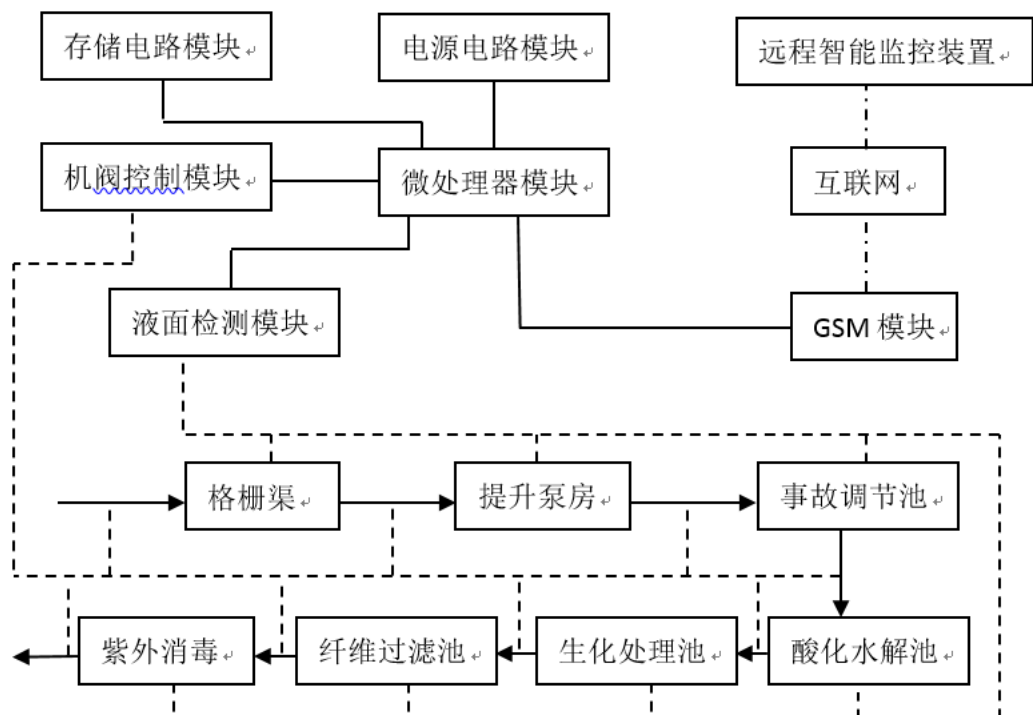 存储电路模块
电源电路模块
远程智能监控装置
机阀控制模块
微处理器模块
互联网
液面检测模块
GSM 模块
格栅渠
提升泵房
事故调节池
紫外消毒
纤维过滤池
生化处理池
酸化水解池